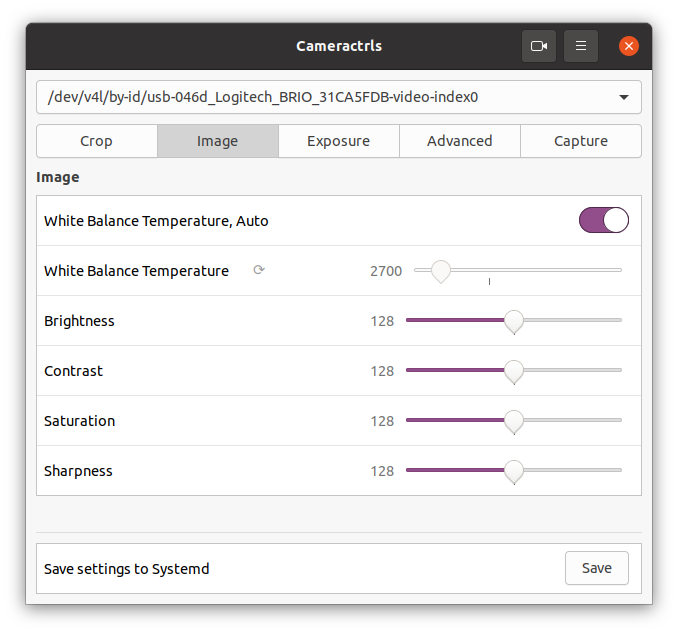 Cameractrls
/dev/v4l/by-id/usb-046d_Logitech_BRIO_31CA5FDB-video-index0
Crop Image Exposure Advanced Capture
Image
White Balance Temperature, Auto
White Balance Temperature 2700
Brightness 128
Contrast 128
Saturation 128
Sharpness 128
Save settings to Systemd Save